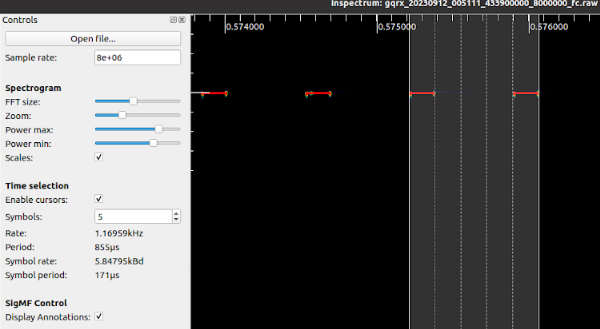 Inspectrum: gqrx_20230912_005111_433900000_8000000_fc.raw
Controls
Open file...
Sample rate: 8e+06
Spectrogram
FFT size:
Zoom:
Power max:
Power min:
Scales:
Time selection
Enable cursors:
Symbols: 5
Rate: 1.16959kHz
Period: 855µs
Symbol rate: 5.84795kBd
Symbol period: 171µs
SigMF Control
Display Annotations:
0.574000 0.575000 0.576000